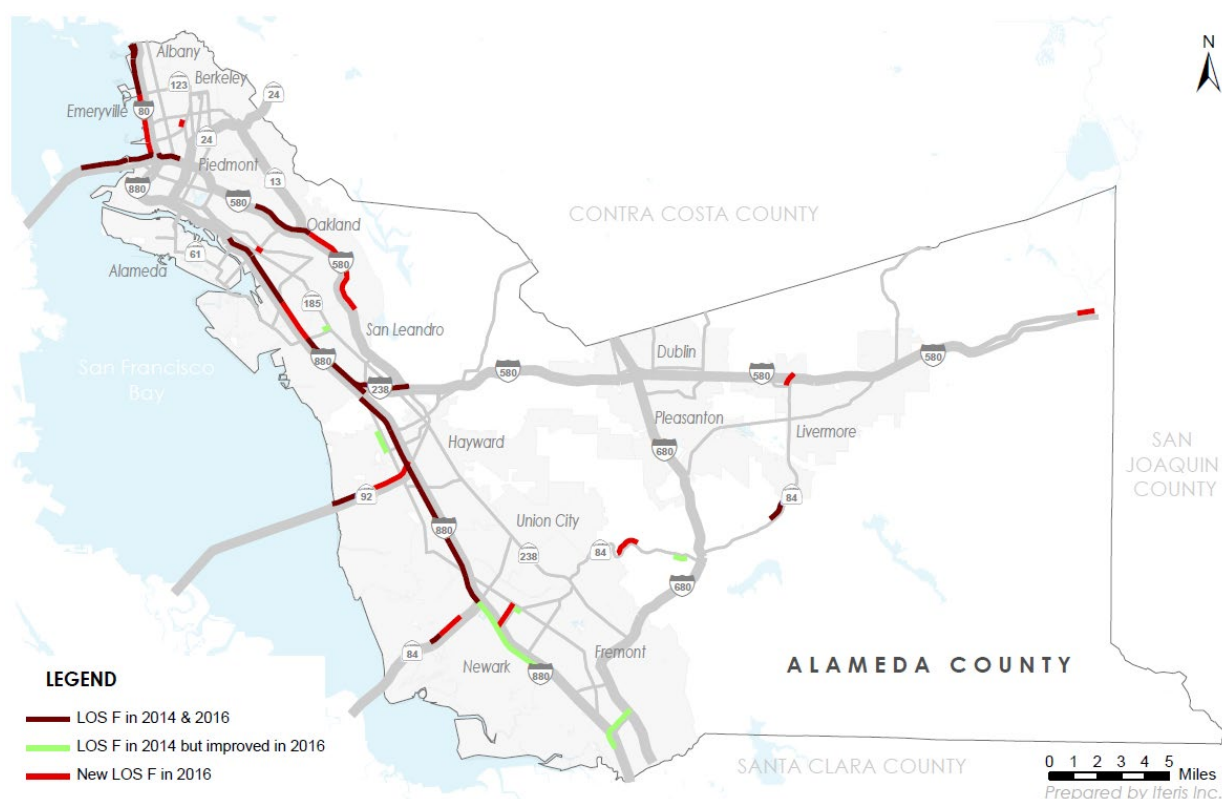 N
Albany
Berkeley
123
24
Emeryville
80
24
Piedmont
880
580
13
Oakland
CONTRA COSTA COUNTY
61
580
Alameda
185
San Leandro
Dublin
880
580
580
580
San Francisco
Bay
238
Pleasanton
Livermore
Hayward
680
SAN
JOAQUIN
COUNTY
92
84
880
Union City
84
238
680
Fremont
84
Newark
880
ALAMEDA COUNTY
LEGEND
LOS F in 2014 & 2016
LOS F in 2014 but improved in 2016
New LOS F in 2016
SANTA CLARA COUNTY
0 1 2 3 4 5
Miles
Prepared by Iteris Inc.